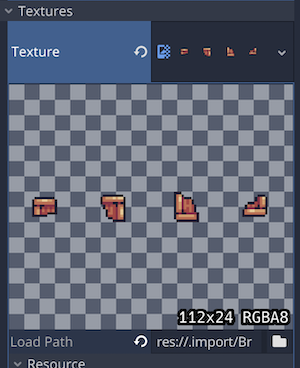 Textures
Texture
112x24 RGBA8
Load Path
res://.import/Br
Resource